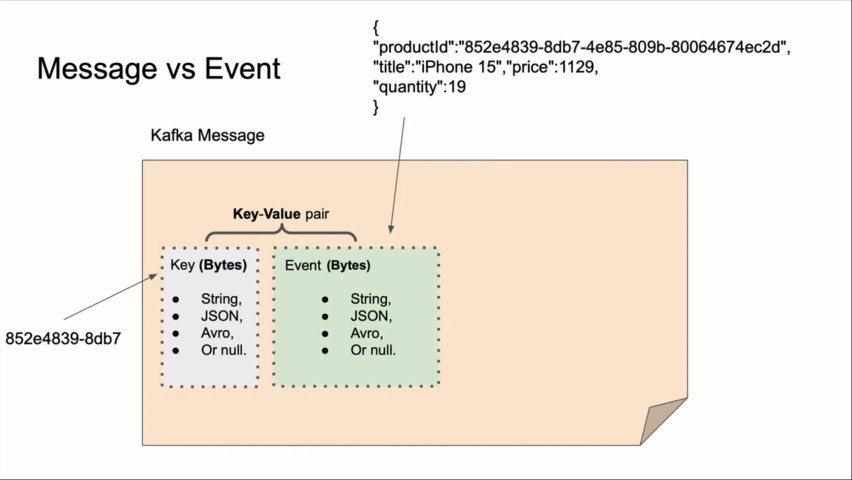 {
"productId":"852e4839-8db7-4e85-809b-80064674ec2d",
"title":"iPhone 15","price":1129,
"quantity":19
}
Message vs Event
Kafka Message
Key-Value pair
Key (Bytes)
• String,
• JSON,
• Avro,
• Or null.
Event (Bytes)
• String,
• JSON,
• Avro,
• Or null.
852e4839-8db7